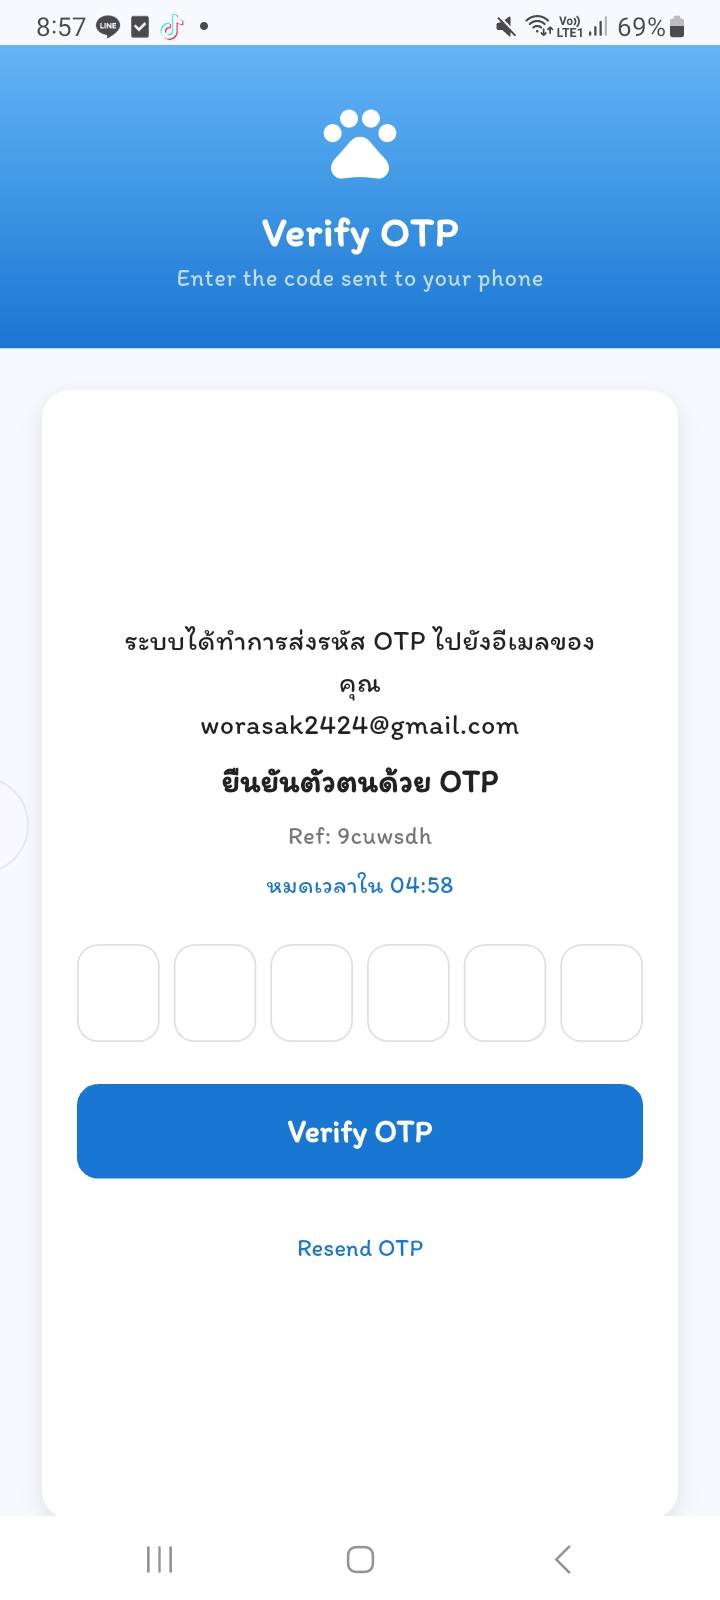 8:57
LINE
Vo))
LTE1
69%
Verify OTP
Enter the code sent to your phone
ระบบได้ทำการส่งรหัส OTP ไปยังอีเมลของ
คุณ
worasak2424@gmail.com
ยืนยันตัวตนด้วย OTP
Ref: 9cuwsdh
หมดเวลาใน 04:58
Verify OTP
Resend OTP